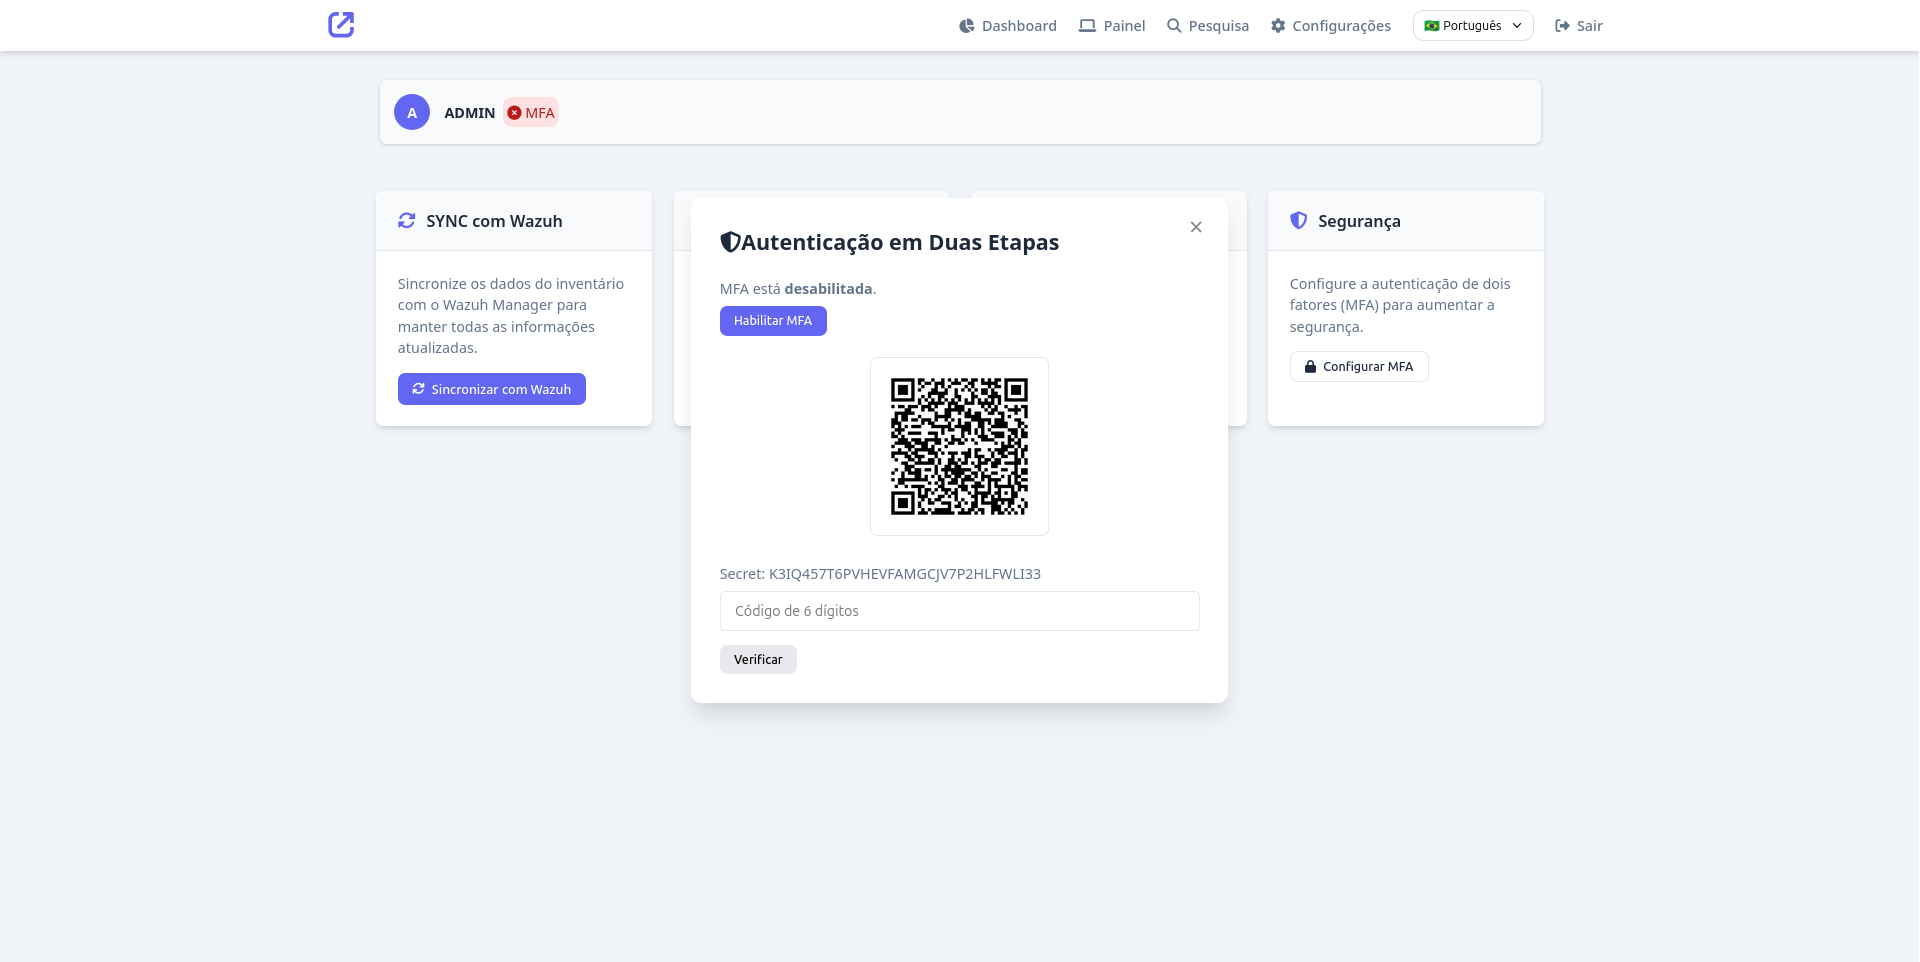 Dashboard
Painel
Pesquisa
Configurações
Português
Sair
A
ADMIN
MFA
SYNC com Wazuh
Sincronize os dados do inventário
com o Wazuh Manager para
manter todas as informações
atualizadas.
Sincronizar com Wazuh
Autenticação em Duas Etapas
MFA está desabilitada.
Habilitar MFA
Secret: K3IQ457T6PVHEVFAMGCJV7P2HLFWLI33
Código de 6 dígitos
Verificar
Segurança
Configure a autenticação de dois
fatores (MFA) para aumentar a
segurança.
Configurar MFA